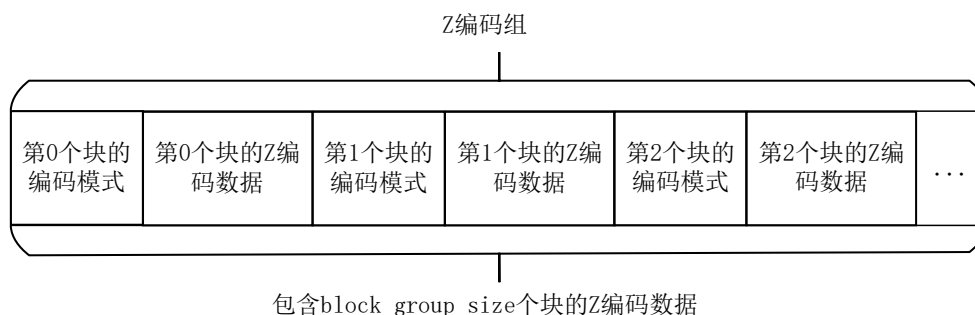 Z编码组
第0个块的
编码模式
第0个块的Z编
码数据
第1个块的
编码模式
第1个块的Z编
码数据
第2个块的
编码模式
第2个块的Z编
码数据
...
包含block group size个块的Z编码数据